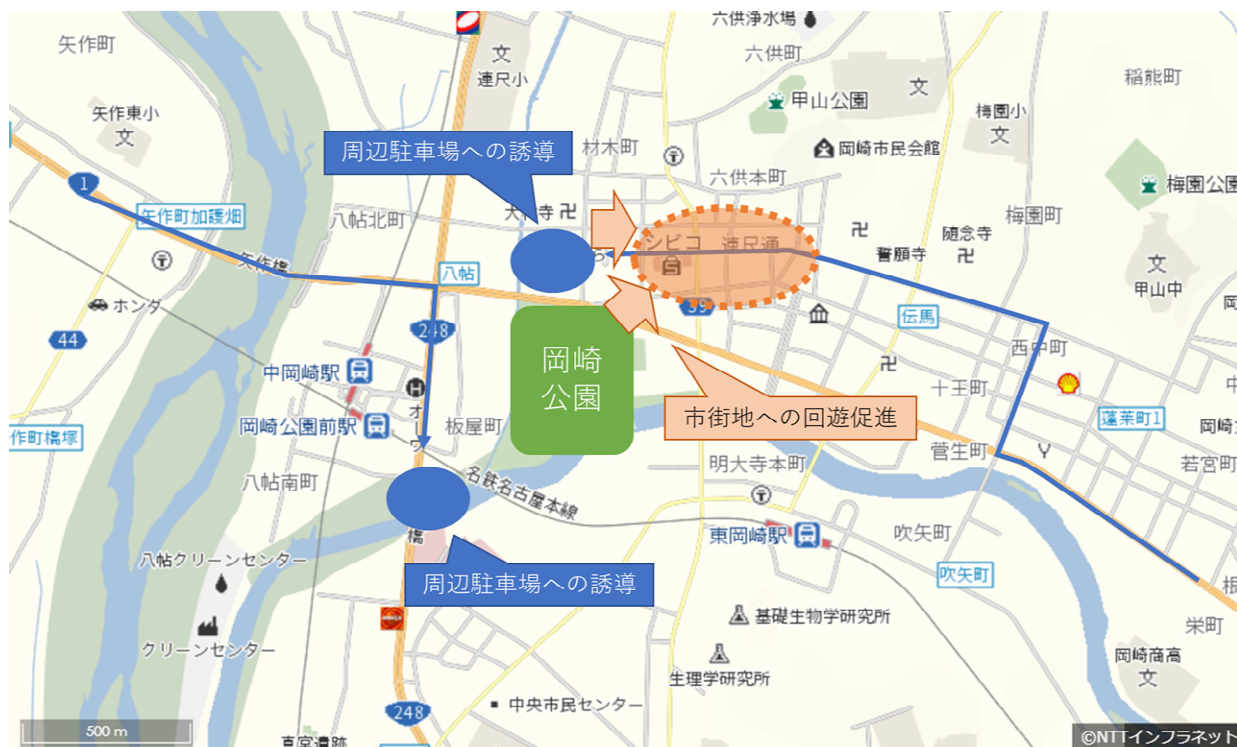 六供浄水場
六供町
矢作町
文
連尺小
稲熊町
甲山公園
文
矢作東小
文
梅園小
文
周辺駐車場への誘導
材木町
岡崎市民会館
六供本町
梅園公園
1
矢作町加護畑
八帖北町
梅園町
シビコ
連尺通
随念寺
誓願寺
矢作橋
八帖
文
甲山中
ホンダ
39
伝馬
44
248
岡崎
公園
西中町
中岡崎駅
十王町
市街地への回遊促進
蓬莱町1
岡崎公園前駅
板屋町
作町橋塚
菅生町
若宮町
明大寺本町
八帖南町
名鉄名古屋本線
東岡崎駅
吹矢町
橋
八帖クリーンセンター
周辺駐車場への誘導
吹矢町
基礎生物学研究所
栄町
クリーンセンター
岡崎商高
文
生理学研究所
248
中央市民センター
500 m
真宮遺跡
©NTTインフラネット